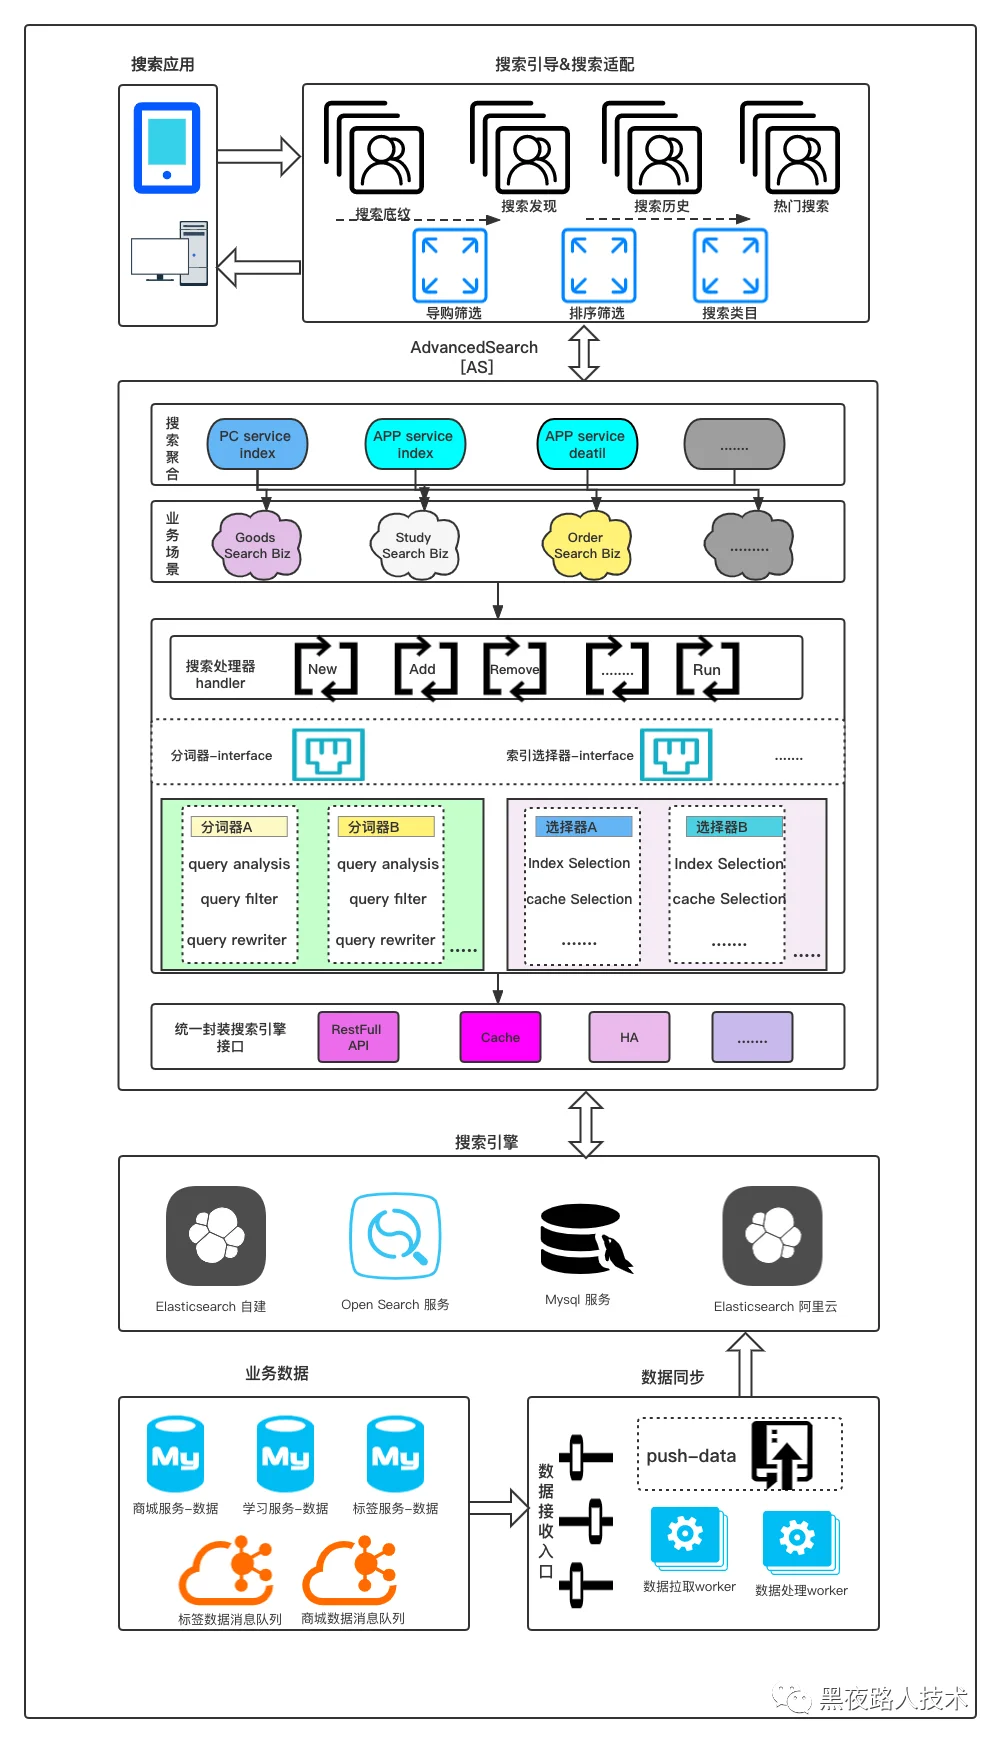 搜索应用
搜索引导&搜索适配
搜索底纹
搜索发现
搜索历史
热门搜索
导购筛选
排序筛选
搜索类目
AdvancedSearch
[AS]
搜索聚合
PC service
index
APP service
index
APP service
deatil
.......
业务场景
Goods
Search Biz
Study
Search Biz
Order
Search Biz
.........
搜索处理器
handler
New
Add
Remove
........
Run
分词器-interface
索引选择器-interface
.......
分词器A
query analysis
query filter
query rewriter
分词器B
query analysis
query filter
query rewriter
.....
选择器A
Index Selection
cache Selection
.......
选择器B
Index Selection
cache Selection
.......
.....
统一封装搜索引擎
接口
RestFull
API
Cache
HA
.......
搜索引擎
Elasticsearch 自建
Open Search 服务
Mysql 服务
Elasticsearch 阿里云
业务数据
My
My
My
商城服务-数据
学习服务-数据
标签服务-数据
标签数据消息队列
商城数据消息队列
数据同步
数据接收入口
push-data
数据拉取worker
数据处理worker
黑夜路人技术